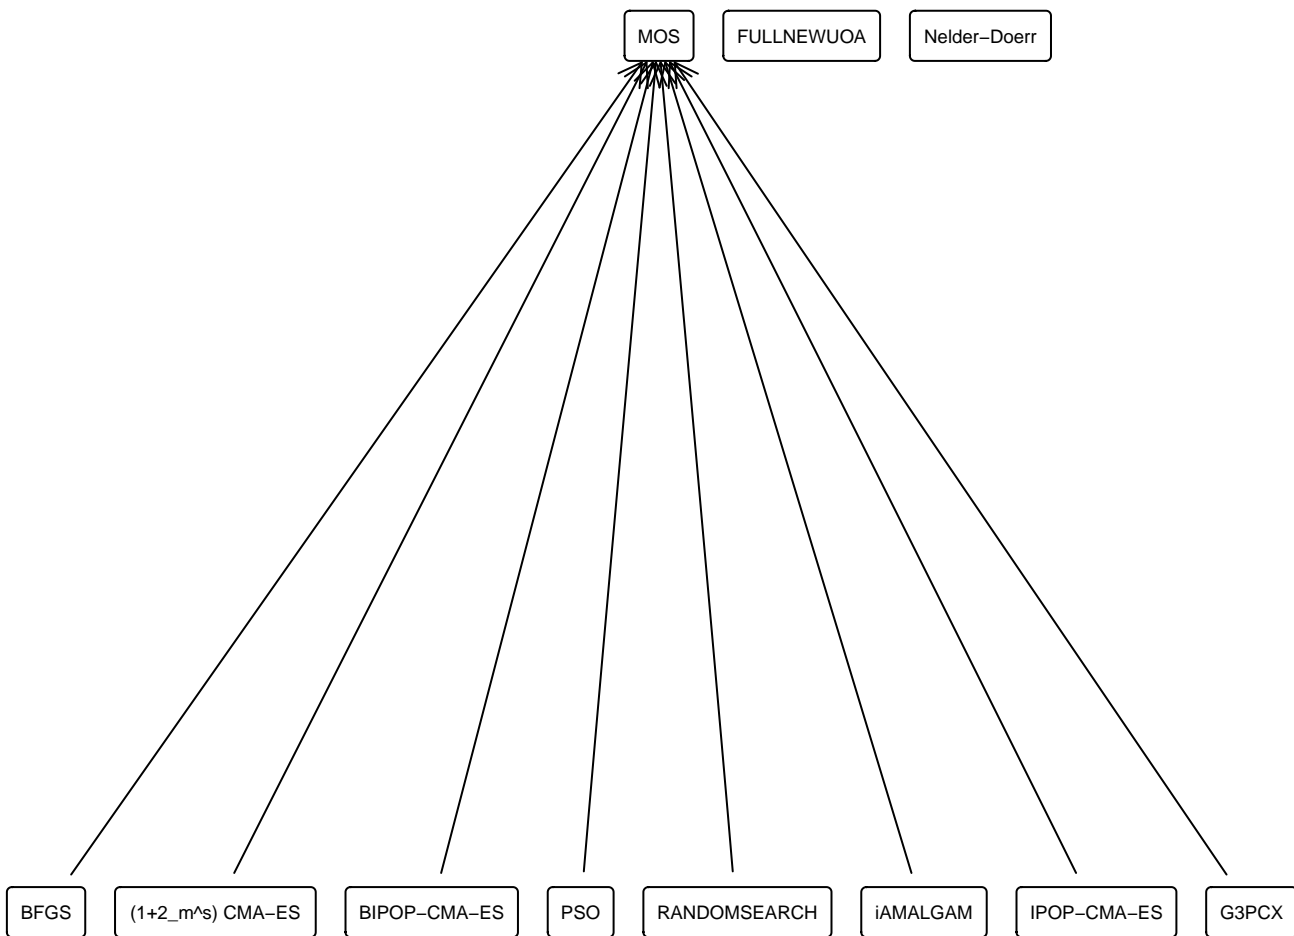 MOS FULLNEWUOA Nelder−Doerr
BFGS (1+2_m^s) CMA−ES BIPOP−CMA−ES PSO RANDOMSEARCH iAMALGAM IPOP−CMA−ES G3PCX